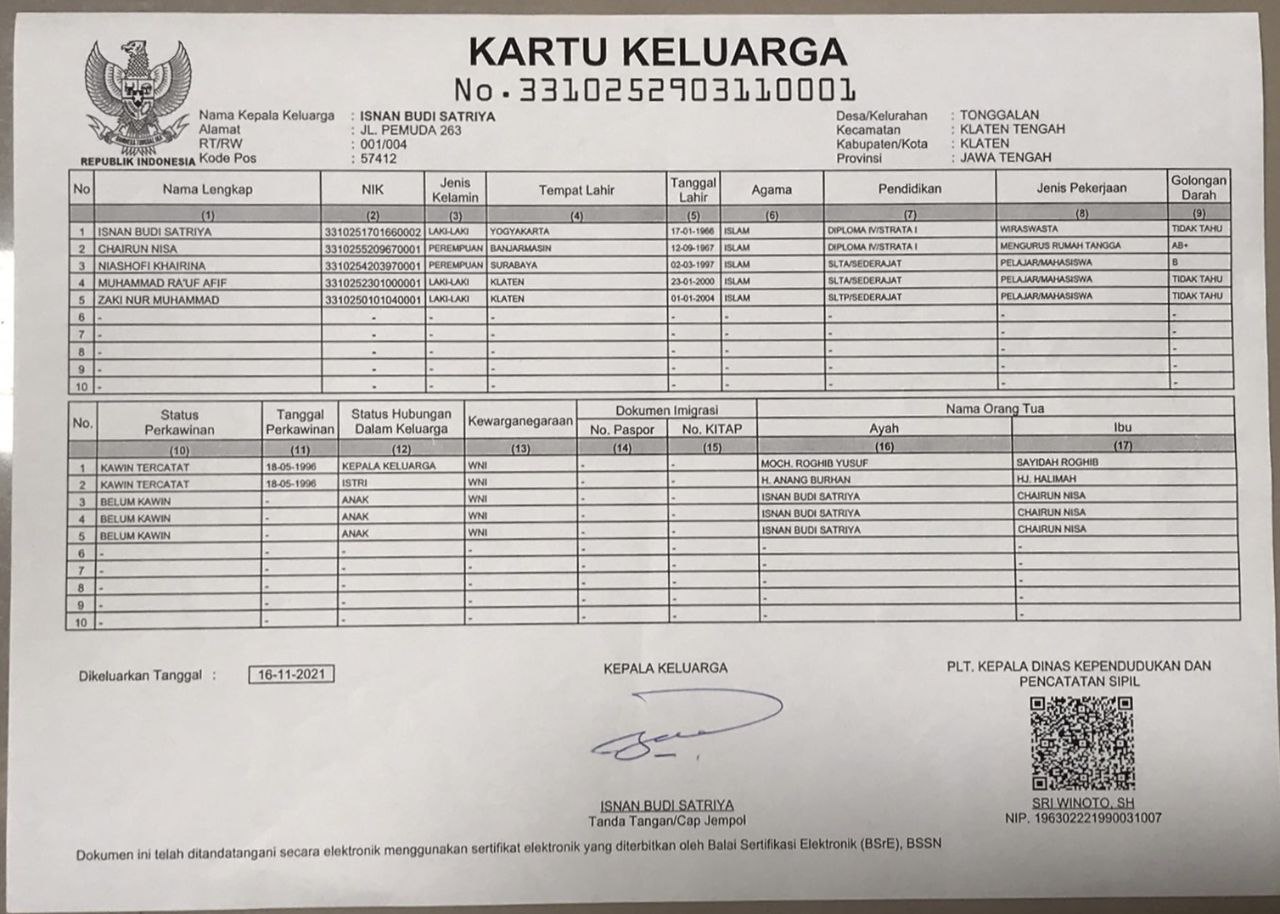 KARTU KELUARGA
No.3310252903110001
REPUBLIK INDONESIA
Nama Kepala Keluarga : ISNAN BUDI SATRIYA
Alamat : JL. PEMUDA 263
RT/RW : 001/004
Kode Pos : 57412
Desa/Kelurahan : TONGGALAN
Kecamatan : KLATEN TENGAH
Kabupaten/Kota : KLATEN
Provinsi : JAWA TENGAH
No Nama Lengkap NIK Jenis Kelamin Tempat Lahir Tanggal Lahir Agama Pendidikan Jenis Pekerjaan Golongan Darah
(1) (2) (3) (4) (5) (6) (7) (8) (9)
1 ISNAN BUDI SATRIYA 3310251701660002 LAKI-LAKI YOGYAKARTA 17-01-1966 ISLAM DIPLOMA IV/STRATA I WIRASWASTA TIDAK TAHU
2 CHAIRUN NISA 3310255209670001 PEREMPUAN BANJARMASIN 12-09-1967 ISLAM DIPLOMA IV/STRATA I MENGURUS RUMAH TANGGA AB+
3 NIASHOFI KHAIRINA 3310254203970001 PEREMPUAN SURABAYA 02-03-1997 ISLAM SLTA/SEDERAJAT PELAJAR/MAHASISWA B
4 MUHAMMAD RA'UF AFIF 3310252301000001 LAKI-LAKI KLATEN 23-01-2000 ISLAM SLTA/SEDERAJAT PELAJAR/MAHASISWA TIDAK TAHU
5 ZAKI NUR MUHAMMAD 3310250101040001 LAKI-LAKI KLATEN 01-01-2004 ISLAM SLTP/SEDERAJAT PELAJAR/MAHASISWA TIDAK TAHU
6 - - - - - - - - -
7 - - - - - - - - -
8 - - - - - - - - -
9 - - - - - - - - -
10 - - - - - - - - -
No. Status Perkawinan Tanggal Perkawinan Status Hubungan Dalam Keluarga Kewarganegaraan Dokumen Imigrasi Nama Orang Tua
No. Paspor No. KITAP Ayah Ibu
(10) (11) (12) (13) (14) (15) (16) (17)
1 KAWIN TERCATAT 18-05-1996 KEPALA KELUARGA WNI - - MOCH. ROGHIB YUSUF SAYIDAH ROGHIB
2 KAWIN TERCATAT 18-05-1996 ISTRI WNI - - H. ANANG BURHAN HJ. HALIMAH
3 BELUM KAWIN - ANAK WNI - - ISNAN BUDI SATRIYA CHAIRUN NISA
4 BELUM KAWIN - ANAK WNI - - ISNAN BUDI SATRIYA CHAIRUN NISA
5 BELUM KAWIN - ANAK WNI - - ISNAN BUDI SATRIYA CHAIRUN NISA
6 - - - - - - - -
7 - - - - - - - -
8 - - - - - - - -
9 - - - - - - - -
10 - - - - - - - -
Dikeluarkan Tanggal : 16-11-2021
KEPALA KELUARGA
ISNAN BUDI SATRIYA
Tanda Tangan/Cap Jempol
PLT. KEPALA DINAS KEPENDUDUKAN DAN
PENCATATAN SIPIL
SRI WINOTO, SH
NIP. 196302221990031007
Dokumen ini telah ditandatangani secara elektronik menggunakan sertifikat elektronik yang diterbitkan oleh Balai Sertifikasi Elektronik (BSrE), BSSN